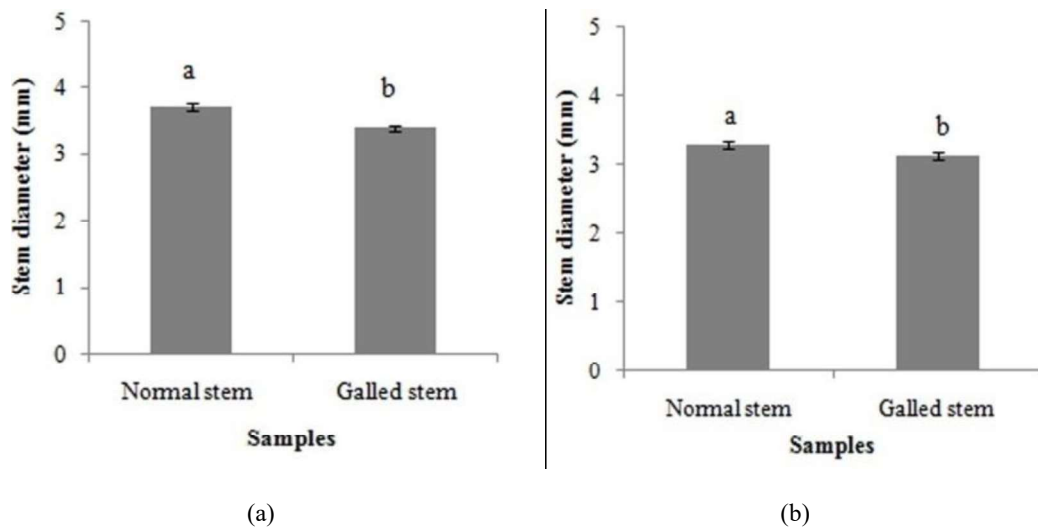 5
4
3
2
1
0
Stem diameter (mm)
a
b
Normal stem
Galled stem
Samples
(a)
5
4
3
2
1
0
Stem diameter (mm)
a
b
Normal stem
Galled stem
Samples
(b)